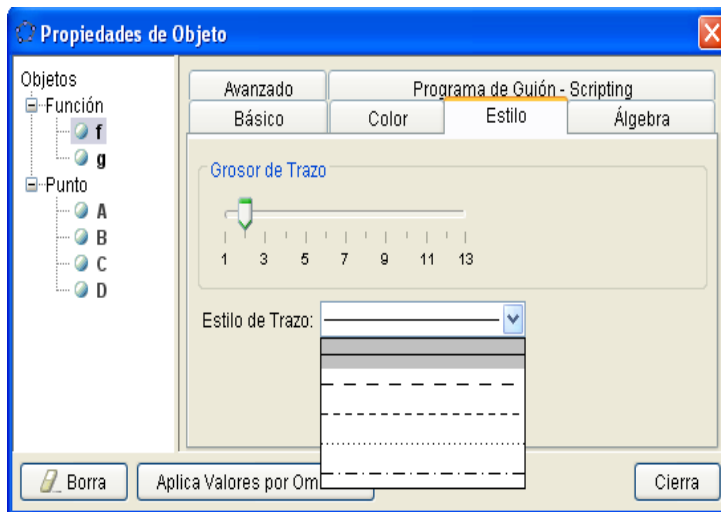 Propiedades de Objeto
Objetos
Función
f
g
Punto
A
B
C
D
Avanzado Programa de Guión - Scripting
Básico Color Estilo Álgebra
Grosor de Trazo
1 3 5 7 9 11 13
Estilo de Trazo:
Borra Aplica Valores por Om Cierra